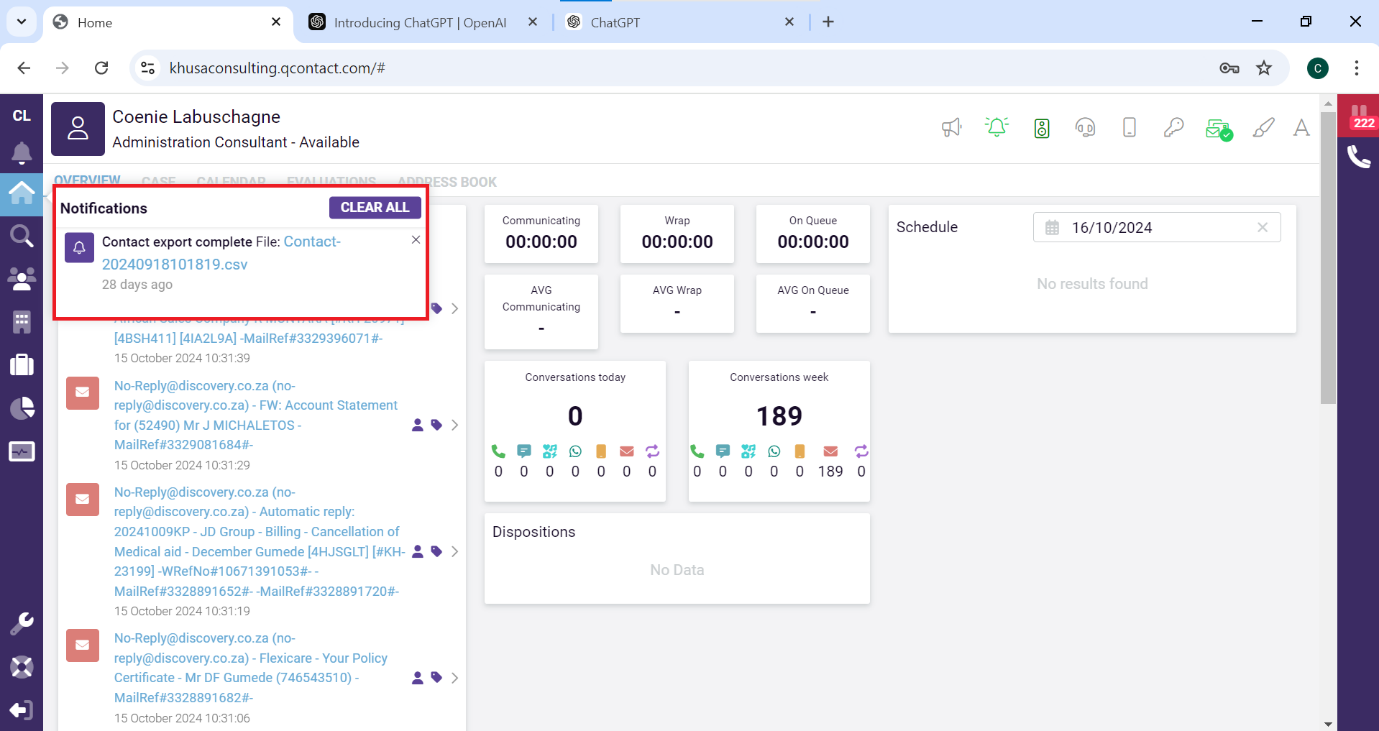 Home
Introducing ChatGPT | OpenAI
ChatGPT
khusaconsulting.qcontact.com/#
C
CL
Coenie Labuschagne
Administration Consultant - Available
222
OVERVIEW CASE CALENDAR EVALUATIONS ADDRESS BOOK
Notifications
CLEAR ALL
Contact export complete File: Contact-
20240918101819.csv
28 days ago
[4BSH411] [4IA2L9A] -MailRef#3329396071#-
15 October 2024 10:31:39
No-Reply@discovery.co.za (no-
reply@discovery.co.za) - FW: Account Statement
for (52490) Mr J MICHALETOS -
MailRef#3329081684#-
15 October 2024 10:31:29
No-Reply@discovery.co.za (no-
reply@discovery.co.za) - Automatic reply:
20241009KP - JD Group - Billing - Cancellation of
Medical aid - December Gumede [4HJSGLT] [#KH-
23199] -WRefNo#10671391053#- -
MailRef#3328891652#- -MailRef#3328891720#-
15 October 2024 10:31:19
No-Reply@discovery.co.za (no-
reply@discovery.co.za) - Flexicare - Your Policy
Certificate - Mr DF Gumede (746543510) -
MailRef#3328891682#-
15 October 2024 10:31:06
Communicating
00:00:00
Wrap
00:00:00
On Queue
00:00:00
AVG
Communicating
-
AVG Wrap
-
AVG On Queue
-
Conversations today
0
0 0 0 0 0 0 0
Conversations week
189
0 0 0 0 0 189 0
Dispositions
No Data
Schedule
16/10/2024
No results found
A